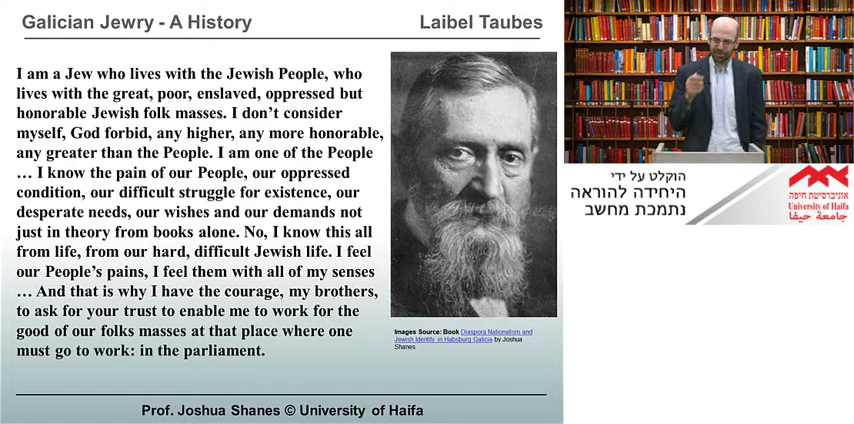 Galician Jewry - A History
Laibel Taubes
I am a Jew who lives with the Jewish People, who
lives with the great, poor, enslaved, oppressed but
honorable Jewish folk masses. I don’t consider
myself, God forbid, any higher, any more honorable,
any greater than the People. I am one of the People
… I know the pain of our People, our oppressed
condition, our difficult struggle for existence, our
desperate needs, our wishes and our demands not
just in theory from books alone. No, I know this all
from life, from our hard, difficult Jewish life. I feel
our People’s pains, I feel them with all of my senses
… And that is why I have the courage, my brothers,
to ask for your trust to enable me to work for the
good of our folks masses at that place where one
must go to work: in the parliament.
Images Source: Book Diaspora Nationalism and
Jewish Identity in Habsburg Galicia by Joshua
Shanes
Prof. Joshua Shanes © University of Haifa
הוקלט על ידי
היחידה להוראה
נתמכת מחשב
אוניברסיטת חיפה
University of Haifa
جامعة حيفا